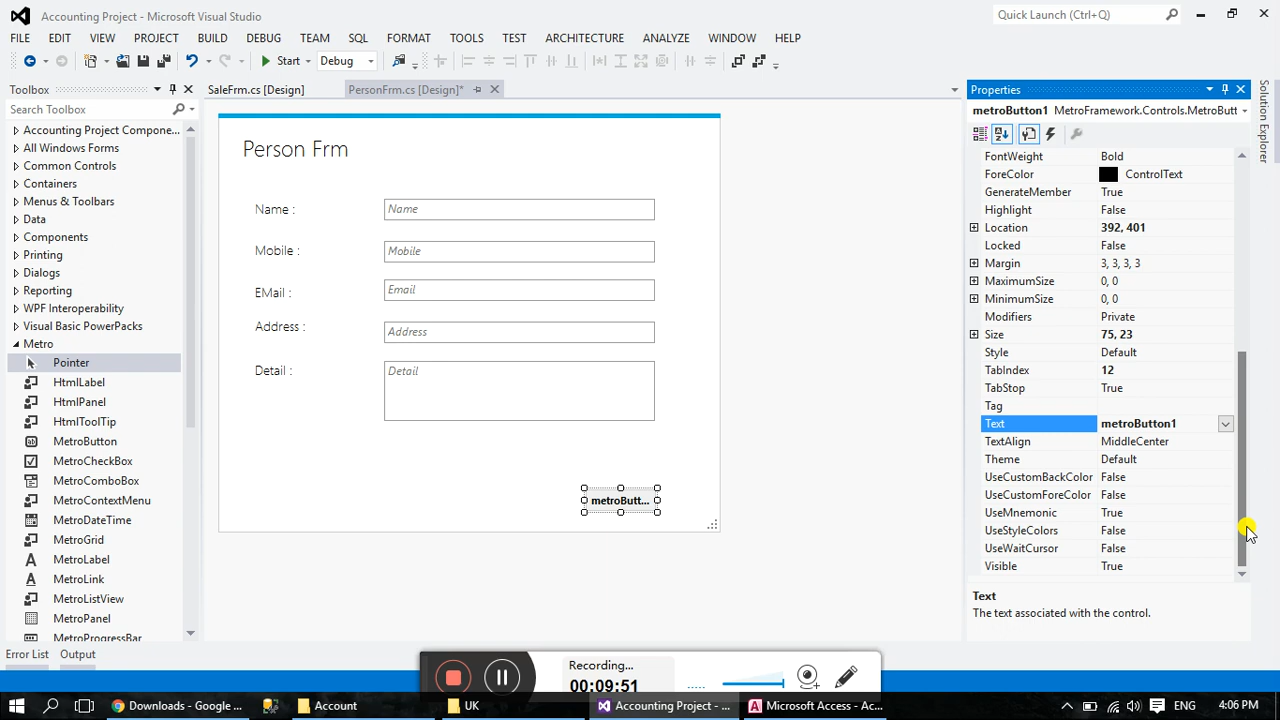 Accounting Project - Microsoft Visual Studio
Quick Launch (Ctrl+Q)
FILE EDIT VIEW PROJECT BUILD DEBUG TEAM SQL FORMAT TOOLS TEST ARCHITECTURE ANALYZE WINDOW HELP
Start Debug
Toolbox
Search Toolbox
Accounting Project Compone...
All Windows Forms
Common Controls
Containers
Menus & Toolbars
Data
Components
Printing
Dialogs
Reporting
WPF Interoperability
Visual Basic PowerPacks
Metro
Pointer
HtmlLabel
HtmlPanel
HtmlToolTip
MetroButton
MetroCheckBox
MetroComboBox
MetroContextMenu
MetroDateTime
MetroGrid
MetroLabel
MetroLink
MetroListView
MetroPanel
MetroProgressBar
Error List Output
SaleFrm.cs [Design] PersonFrm.cs [Design]*
Person Frm
Name : Name
Mobile : Mobile
EMail : Email
Address : Address
Detail : Detail
metroButt...
Properties
metroButton1 MetroFramework.Controls.MetroButt
FontWeight Bold
ForeColor ControlText
GenerateMember True
Highlight False
Location 392, 401
Locked False
Margin 3, 3, 3, 3
MaximumSize 0, 0
MinimumSize 0, 0
Modifiers Private
Size 75, 23
Style Default
TabIndex 12
TabStop True
Tag
Text metroButton1
TextAlign MiddleCenter
Theme Default
UseCustomBackColor False
UseCustomForeColor False
UseMnemonic True
UseStyleColors False
UseWaitCursor False
Visible True
Text
The text associated with the control.
Solution Explorer
Recording...
00:09:51
Downloads - Google ... Account UK Accounting Project - ... Microsoft Access - Ac... ENG 4:06 PM